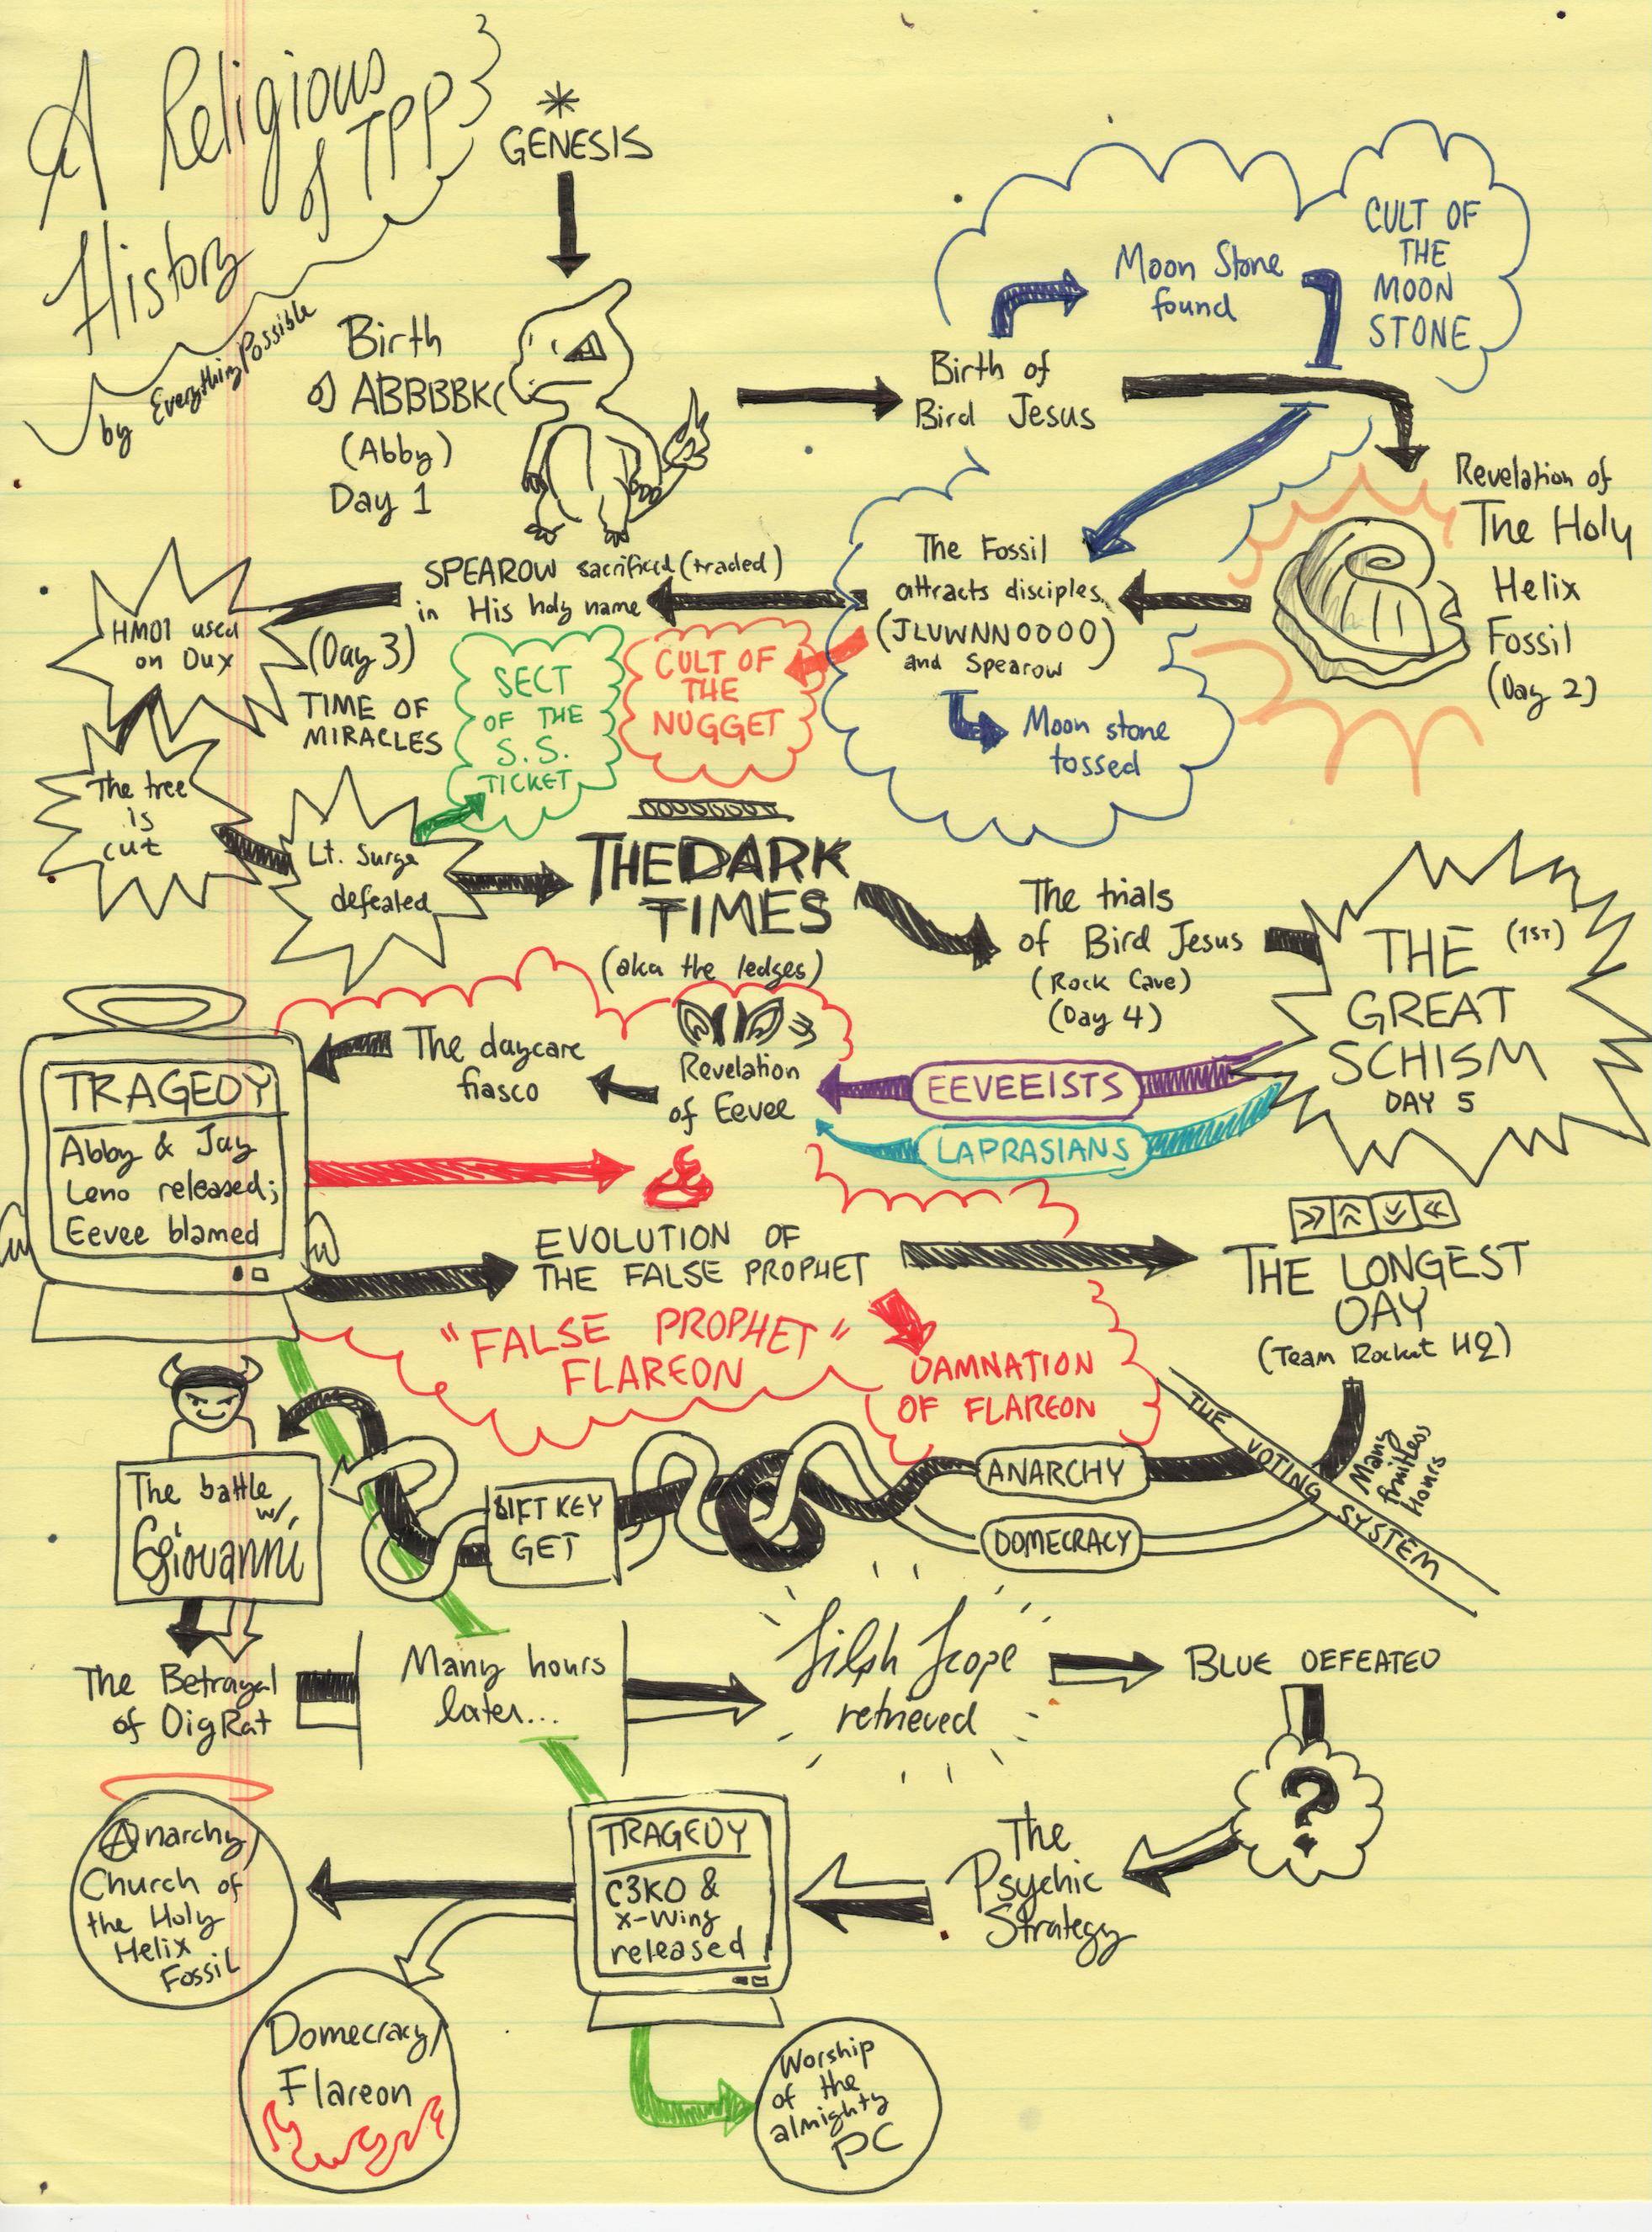 A Religious
History
of TPP
by EverythingPossible
GENESIS
Birth
of ABBBBK(
(Abby)
Day 1
Birth of
Bird Jesus
Moon Stone
found
CULT OF
THE
MOON
STONE
Revelation of
The Holy
Helix
Fossil
(Day 2)
The Fossil
attracts disciples
(JLVWNNOOOO)
and Spearow
Moon stone
tossed
CULT OF
THE
NUGGET
SPEAROW sacrificed (traded)
in His holy name
HM01 used
on Dux
(Day 3)
TIME OF
MIRACLES
SECT
OF THE
S.S.
TICKET
The tree
is
cut
Lt. Surge
defeated
THE DARK
TIMES
(aka the ledges)
The trials
of Bird Jesus
(Rock Cave)
(Day 4)
THE (1ST)
GREAT
SCHISM
DAY 5
EEVEEISTS
LAPRASIANS
Revelation
of Eevee
The daycare
fiasco
TRAGEDY
Abby & Jay
Leno released;
Eevee blamed
EVOLUTION OF
THE FALSE PROPHET
"FALSE PROPHET"
FLAREON
DAMNATION
OF FLAREON
THE LONGEST
DAY
(Team Rocket HQ)
Many
fruitless
hours
THE VOTING SYSTEM
ANARCHY
DOMECRACY
LIFT KEY
GET
The battle
w/
Giovanni
The Betrayal
of DigRat
Many hours
later...
Silph Scope
retrieved
BLUE DEFEATED
?
The
Psychic
Strategy
TRAGEDY
C3KO &
X-Wing
released
Anarchy/
Church of
the Holy
Helix
Fossil
Domecracy/
Flareon
Worship
of the
almighty
PC